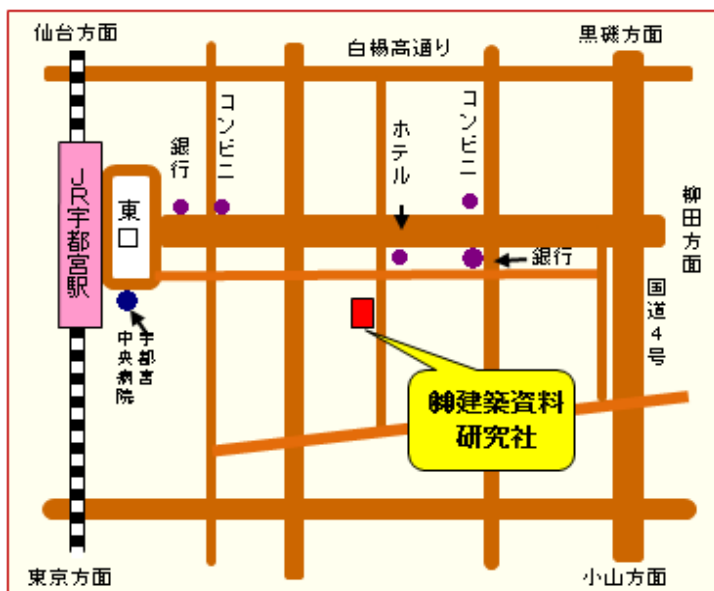 仙台方面
白楊高通り
黒磯方面
コンビニ
銀行
ホテル
コンビニ
柳田方面
JR宇都宮駅
東口
銀行
国道4号
宇都宮
中央病院
㈱建築資料
研究社
東京方面
小山方面